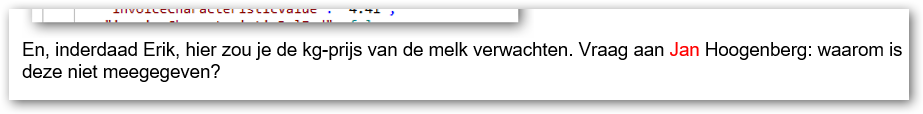 "invoiceCharacteristicValue": "4.41",
En, inderdaad Erik, hier zou je de kg-prijs van de melk verwachten. Vraag aan Jan Hoogenberg: waarom is
deze niet meegegeven?